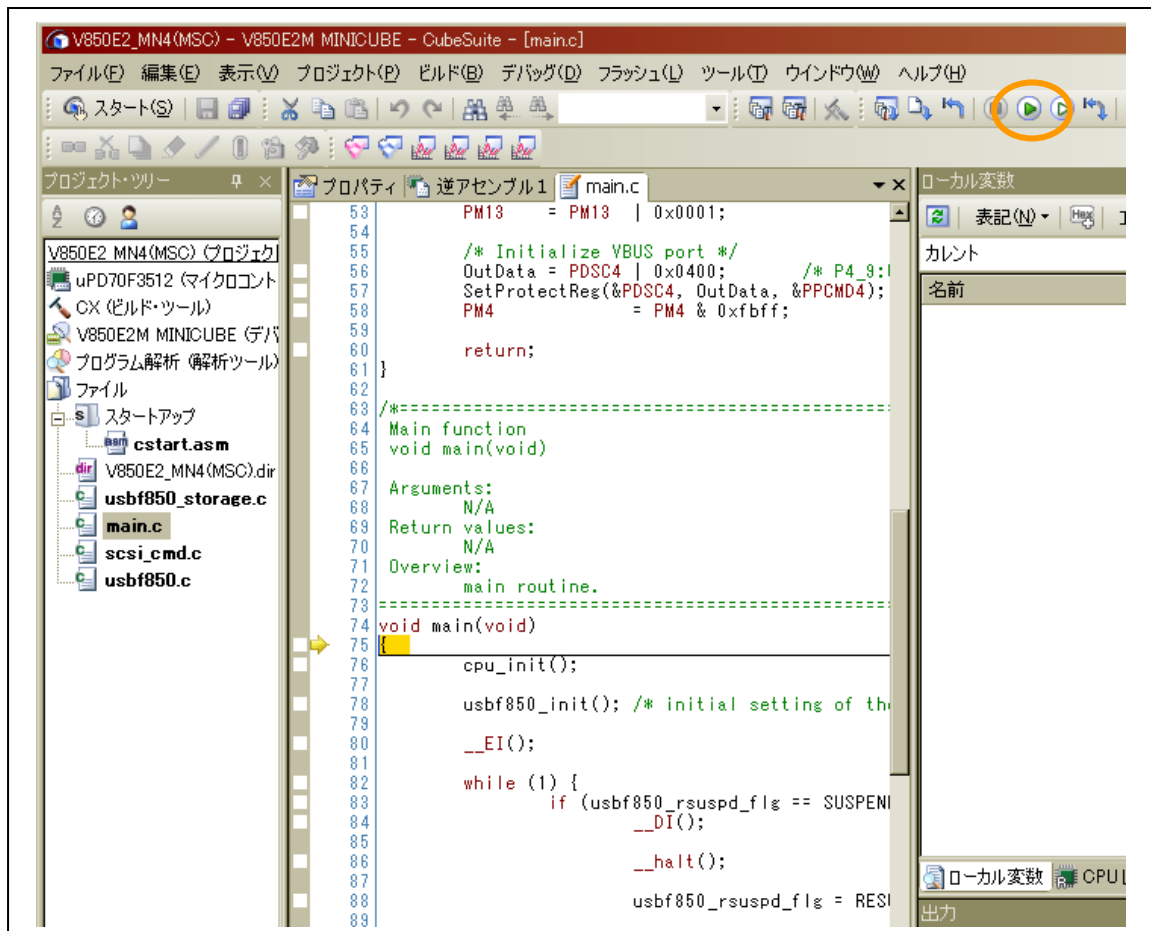 V850E2_MN4(MSC) - V850E2M MINICUBE - CubeSuite - [main.c]
ファイル(F) 編集(E) 表示(V) プロジェクト(P) ビルド(B) デバッグ(D) フラッシュ(L) ツール(T) ウインドウ(W) ヘルプ(H)
スタート(S)
プロジェクト・ツリー
V850E2_MN4(MSC) (プロジェク
uPD70F3512 (マイクロコント
CX (ビルド・ツール)
V850E2M MINICUBE (デバ
プログラム解析 (解析ツール)
ファイル
スタートアップ
cstart.asm
V850E2_MN4(MSC).dir
usbf850_storage.c
main.c
scsi_cmd.c
usbf850.c
プロパティ 逆アセンブル1 main.c
53 PM13 = PM13 | 0x0001;
54
55 /* Initialize VBUS port */
56 OutData = PDSC4 | 0x0400; /* P4_9:
57 SetProtectReg(&PDSC4, OutData, &PPCMD4);
58 PM4 = PM4 & 0xfbff;
59
60 return;
61 }
62
63 /*==============================================
64 Main function
65 void main(void)
66
67 Arguments:
68 N/A
69 Return values:
70 N/A
71 Overview:
72 main routine.
73 ================================================
74 void main(void)
75 {
76 cpu_init();
77
78 usbf850_init(); /* initial setting of th
79
80 __EI();
81
82 while (1) {
83 if (usbf850_rsuspd_flg == SUSPEN
84 __DI();
85
86 __halt();
87
88 usbf850_rsuspd_flg = RES
89
ローカル変数
表記(N)
Hex
カレント
名前
ローカル変数 CPU
出力